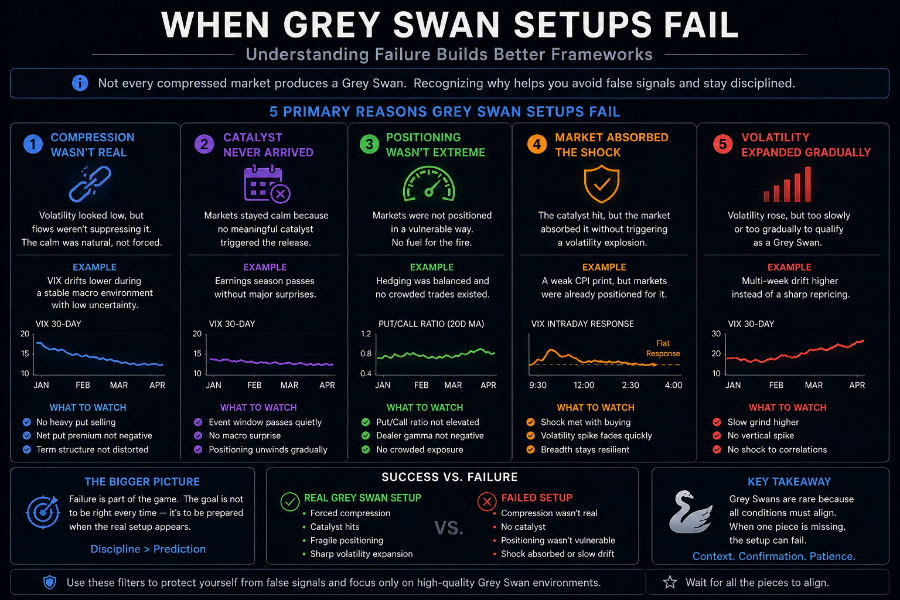 WHEN GREY SWAN SETUPS FAIL
Understanding Failure Builds Better Frameworks
i
Not every compressed market produces a Grey Swan. Recognizing why helps you avoid false signals and stay disciplined.
5 PRIMARY REASONS GREY SWAN SETUPS FAIL
1
COMPRESSION
WASN'T REAL
Volatility looked low, but
flows weren't suppressing it.
The calm was natural, not forced.
EXAMPLE
VIX drifts lower during
a stable macro environment
with low uncertainty.
VIX 30-DAY
20
15
10
JAN FEB MAR APR
WHAT TO WATCH
No heavy put selling
Net put premium not negative
Term structure not distorted
2
CATALYST
NEVER ARRIVED
Markets stayed calm because
no meaningful catalyst
triggered the release.
EXAMPLE
Earnings season passes
without major surprises.
VIX 30-DAY
20
15
10
JAN FEB MAR APR
WHAT TO WATCH
Event window passes quietly
No macro surprise
Positioning unwinds gradually
3
POSITIONING
WASN'T EXTREME
Markets were not positioned
in a vulnerable way.
No fuel for the fire.
EXAMPLE
Hedging was balanced and
no crowded trades existed.
PUT/CALL RATIO (20D MA)
1.2
0.8
0.4
JAN FEB MAR APR
WHAT TO WATCH
Put/Call ratio not elevated
Dealer gamma not negative
No crowded exposure
4
MARKET ABSORBED
THE SHOCK
The catalyst hit, but the market
absorbed it without triggering
a volatility explosion.
EXAMPLE
A weak CPI print, but markets
were already positioned for it.
VIX INTRADAY RESPONSE
Flat
Response
9:30 12:00 2:30 4:00
WHAT TO WATCH
Shock met with buying
Volatility spike fades quickly
Breadth stays resilient
5
VOLATILITY
EXPANDED GRADUALLY
Volatility rose, but too slowly
or too gradually to qualify
as a Grey Swan.
EXAMPLE
Multi-week drift higher
instead of a sharp repricing.
VIX 30-DAY
30
20
10
JAN FEB MAR APR
WHAT TO WATCH
Slow grind higher
No vertical spike
No shock to correlations
THE BIGGER PICTURE
Failure is part of the game. The goal is not
to be right every time — it's to be prepared
when the real setup appears.
Discipline > Prediction
SUCCESS VS. FAILURE
REAL GREY SWAN SETUP
• Forced compression
• Catalyst hits
• Fragile positioning
• Sharp volatility expansion
VS.
FAILED SETUP
• Compression wasn't real
• No catalyst
• Positioning wasn't vulnerable
• Shock absorbed or slow drift
KEY TAKEAWAY
Grey Swans are rare because
all conditions must align.
When one piece is missing,
the setup can fail.
Context. Confirmation. Patience.
Use these filters to protect yourself from false signals and focus only on high-quality Grey Swan environments.
Wait for all the pieces to align.